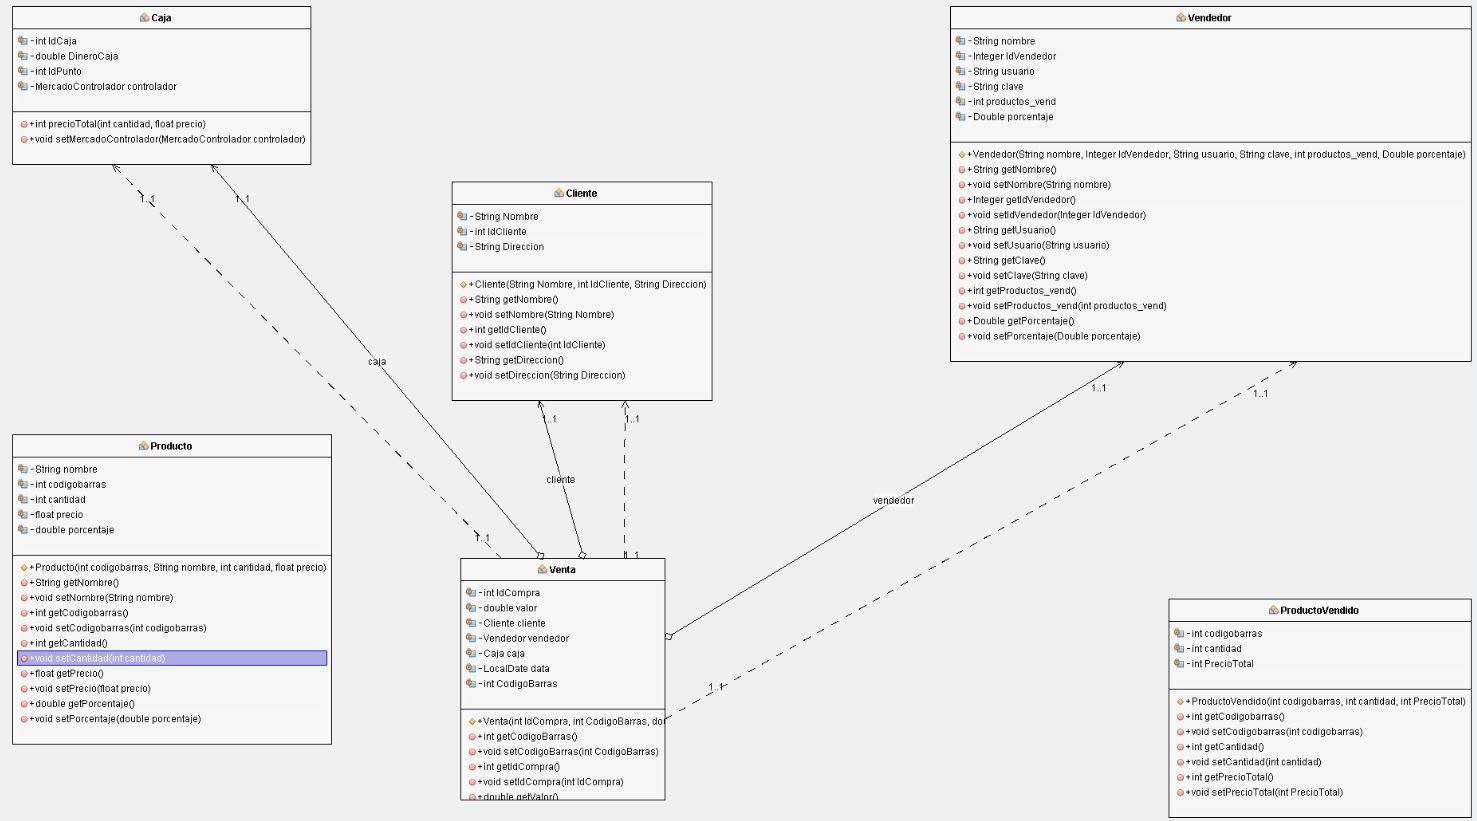 Caja
-int IdCaja
-double DineroCaja
-int IdPunto
-MercadoControlador controlador
+int precioTotal(int cantidad, float precio)
+void setMercadoControlador(MercadoControlador controlador)
1..1
1..1
caja
Cliente
-String Nombre
-int IdCliente
-String Direccion
+Cliente(String Nombre, int IdCliente, String Direccion)
+String getNombre()
+void setNombre(String Nombre)
+int getIdCliente()
+void setIdCliente(int IdCliente)
+String getDireccion()
+void setDireccion(String Direccion)
1..1
1..1
cliente
Vendedor
-String nombre
-Integer IdVendedor
-String usuario
-String clave
-int productos_vend
-Double porcentaje
+Vendedor(String nombre, Integer IdVendedor, String usuario, String clave, int productos_vend, Double porcentaje)
+String getNombre()
+void setNombre(String nombre)
+Integer getIdVendedor()
+void setIdVendedor(Integer IdVendedor)
+String getUsuario()
+void setUsuario(String usuario)
+String getClave()
+void setClave(String clave)
+int getProductos_vend()
+void setProductos_vend(int productos_vend)
+Double getPorcentaje()
+void setPorcentaje(Double porcentaje)
1..1
1..1
vendedor
Producto
-String nombre
-int codigobarras
-int cantidad
-float precio
-double porcentaje
+Producto(int codigobarras, String nombre, int cantidad, float precio)
+String getNombre()
+void setNombre(String nombre)
+int getCodigobarras()
+void setCodigobarras(int codigobarras)
+int getCantidad()
+void setCantidad(int cantidad)
+float getPrecio()
+void setPrecio(float precio)
+double getPorcentaje()
+void setPorcentaje(double porcentaje)
1..1
1..1
Venta
-int IdCompra
-double valor
-Cliente cliente
-Vendedor vendedor
-Caja caja
-LocalDate data
-int CodigoBarras
+Venta(int IdCompra, int CodigoBarras, do
+int getCodigoBarras()
+void setCodigoBarras(int CodigoBarras)
+int getIdCompra()
+void setIdCompra(int IdCompra)
+double getValor()
1..1
ProductoVendido
-int codigobarras
-int cantidad
-int PrecioTotal
+ProductoVendido(int codigobarras, int cantidad, int PrecioTotal)
+int getCodigobarras()
+void setCodigobarras(int codigobarras)
+int getCantidad()
+void setCantidad(int cantidad)
+int getPrecioTotal()
+void setPrecioTotal(int PrecioTotal)